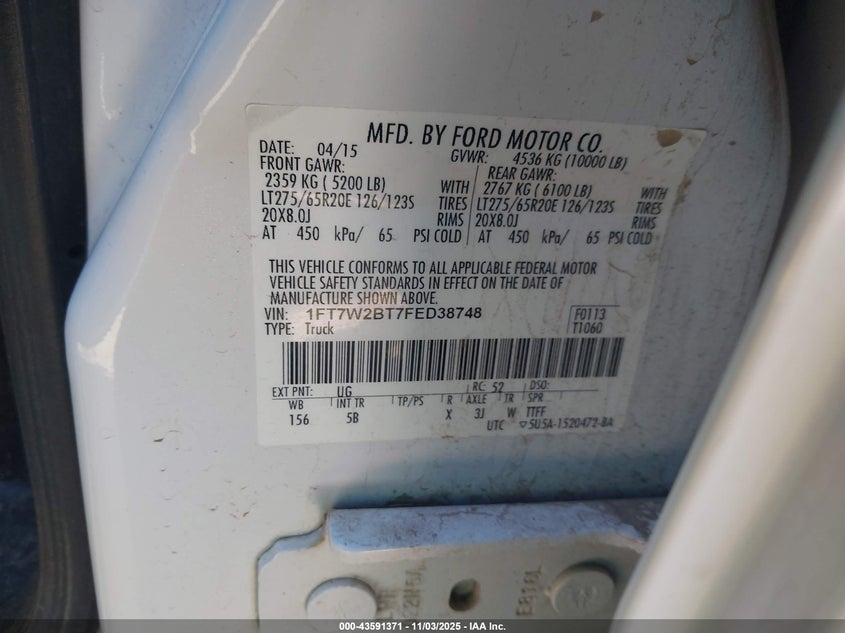 MFD. BY FORD MOTOR CO.
DATE: 04/15 GVWR: 4536 KG (10000 LB)
FRONT GAWR: REAR GAWR:
2359 KG ( 5200 LB) WITH 2767 KG ( 6100 LB) WITH
LT275/65R20E 126/123S TIRES LT275/65R20E 126/123S TIRES
20X8.0J RIMS 20X8.0J RIMS
AT 450 kPa/ 65 PSI COLD AT 450 kPa/ 65 PSI COLD
THIS VEHICLE CONFORMS TO ALL APPLICABLE FEDERAL MOTOR
VEHICLE SAFETY STANDARDS IN EFFECT ON THE DATE OF
MANUFACTURE SHOWN ABOVE.
VIN: 1FT7W2BT7FED38748 F0113
TYPE: Truck T1060
EXT PNT: UG RC: 52 DSO:
WB INT TR TP/PS R AXLE TR SPR
156 5B X 3J W TTFF
UTC ▽SU5A-1520472-BA
000-43591371 - 11/03/2025 - IAA Inc.